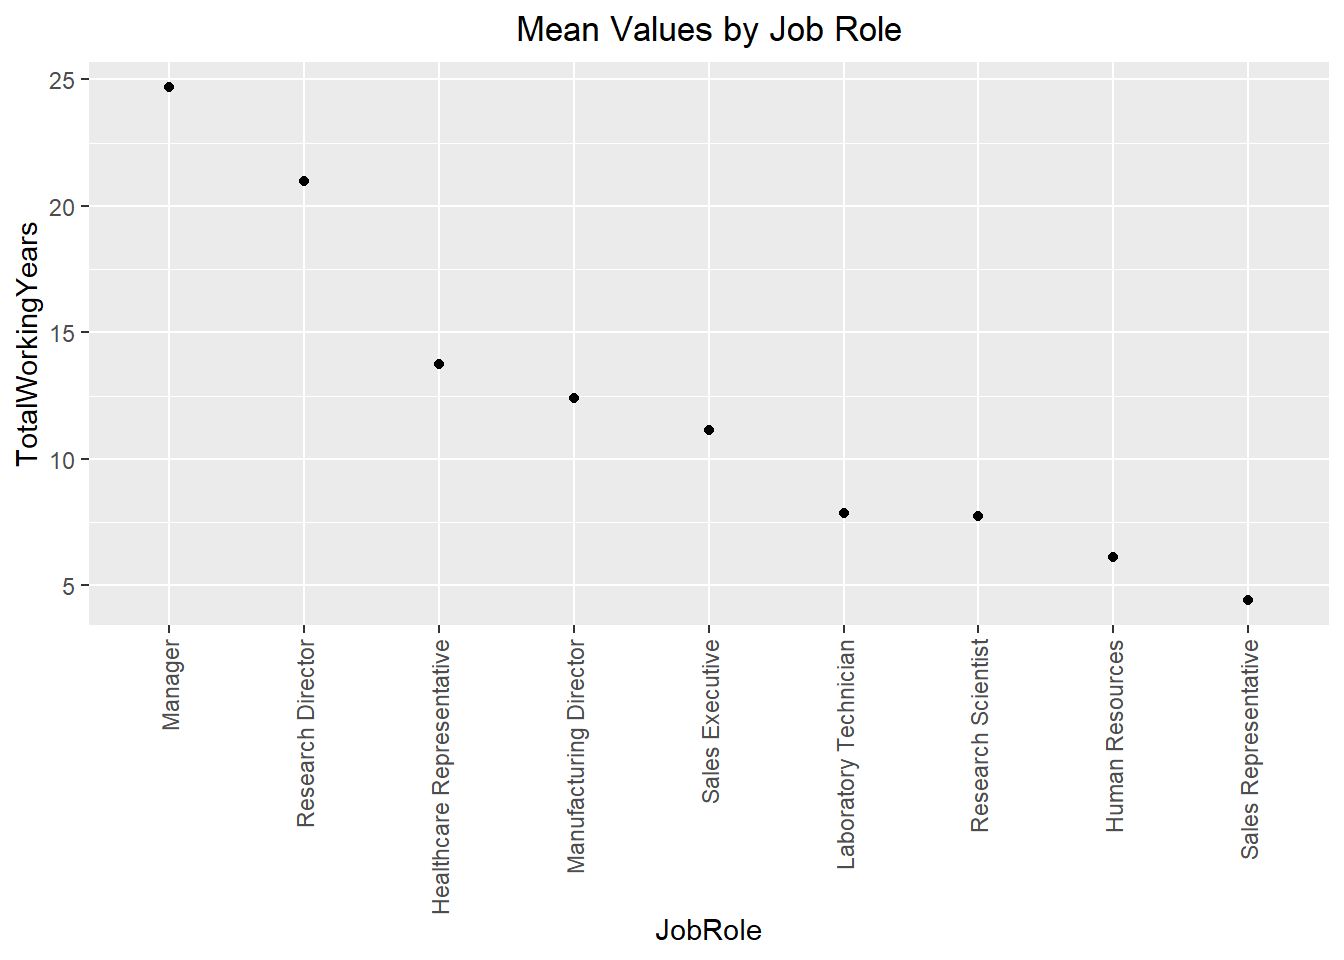 Mean Values by Job Role
TotalWorkingYears
25
20
15
10
5
Manager
Research Director
Healthcare Representative
Manufacturing Director
Sales Executive
Laboratory Technician
Research Scientist
Human Resources
Sales Representative
JobRole